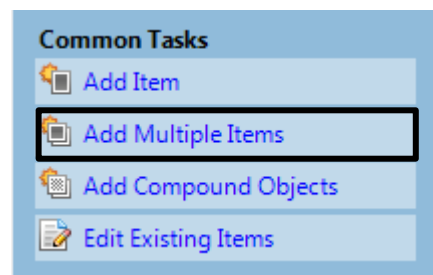 Common Tasks
Add Item
Add Multiple Items
Add Compound Objects
Edit Existing Items